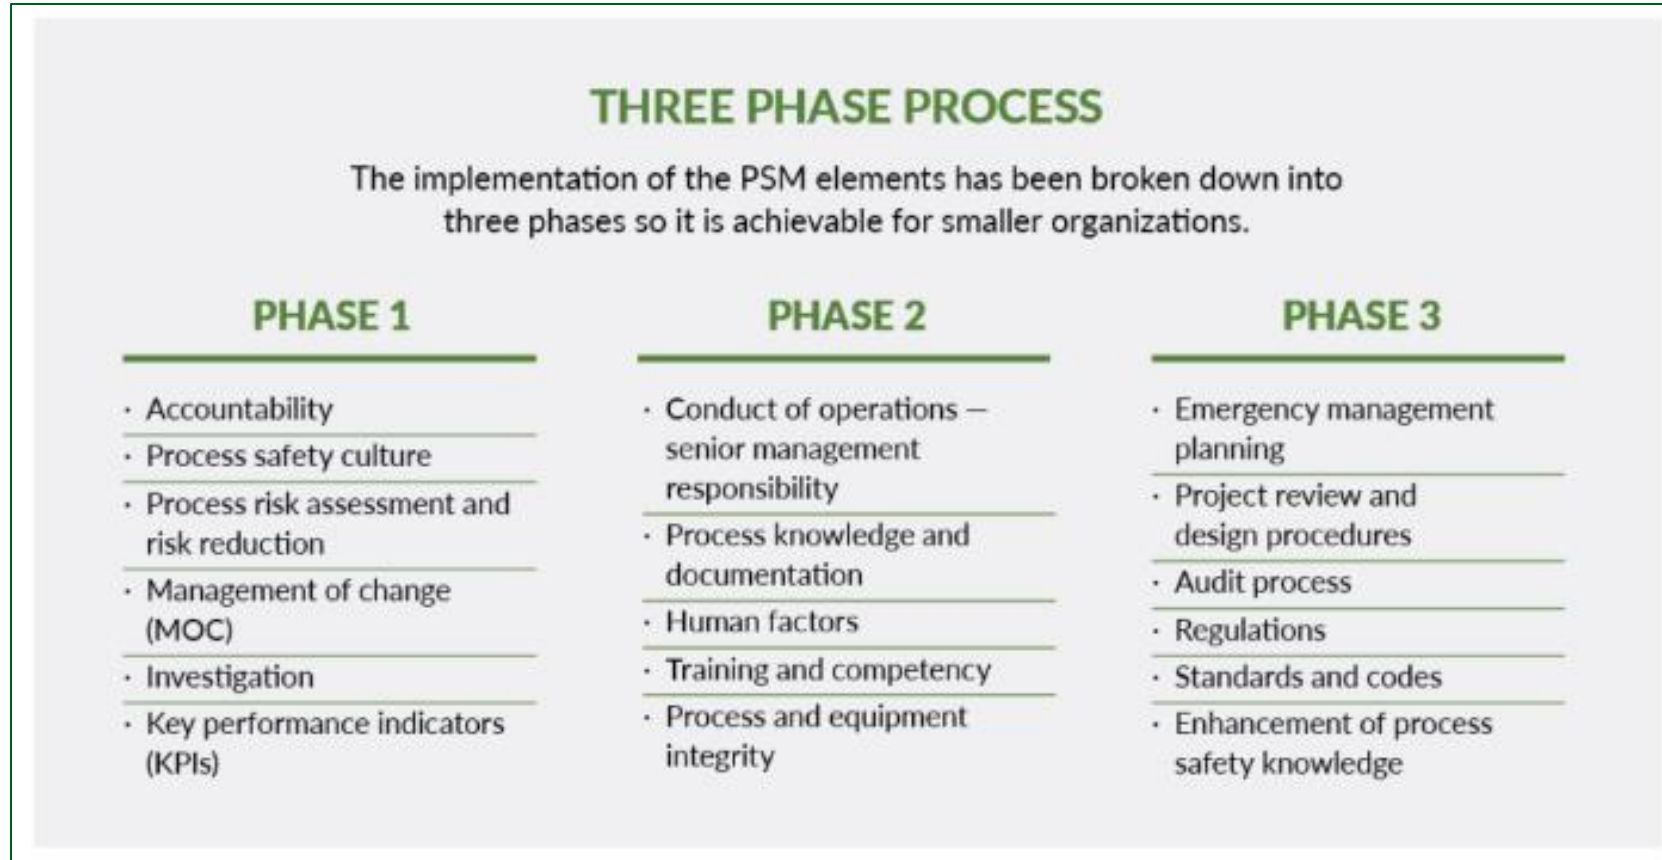 THREE PHASE PROCESS
The implementation of the PSM elements has been broken down into
three phases so it is achievable for smaller organizations.
PHASE 1
· Accountability
· Process safety culture
· Process risk assessment and
risk reduction
· Management of change
(MOC)
· Investigation
· Key performance indicators
(KPIs)
PHASE 2
· Conduct of operations —
senior management
responsibility
· Process knowledge and
documentation
· Human factors
· Training and competency
· Process and equipment
integrity
PHASE 3
· Emergency management
planning
· Project review and
design procedures
· Audit process
· Regulations
· Standards and codes
· Enhancement of process
safety knowledge